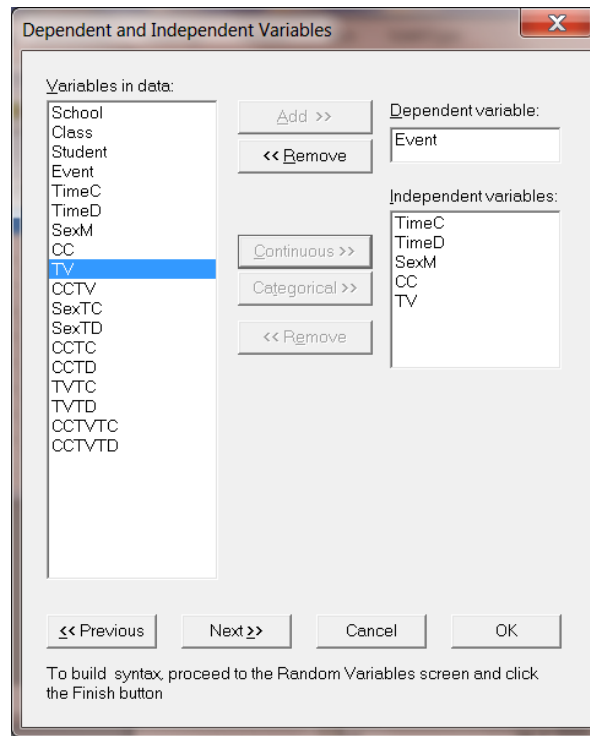 Dependent and Independent Variables
X
Variables in data:
School
Class
Student
Event
TimeC
TimeD
SexM
CC
TV
CCTV
SexTC
SexTD
CCTC
CCTD
TVTC
TVTD
CCTVTC
CCTVTD
Add >>
<< Remove
Continuous >>
Categorical >>
<< Remove
Dependent variable:
Event
Independent variables:
TimeC
TimeD
SexM
CC
TV
<< Previous
Next >>
Cancel
OK
To build syntax, proceed to the Random Variables screen and click
the Finish button